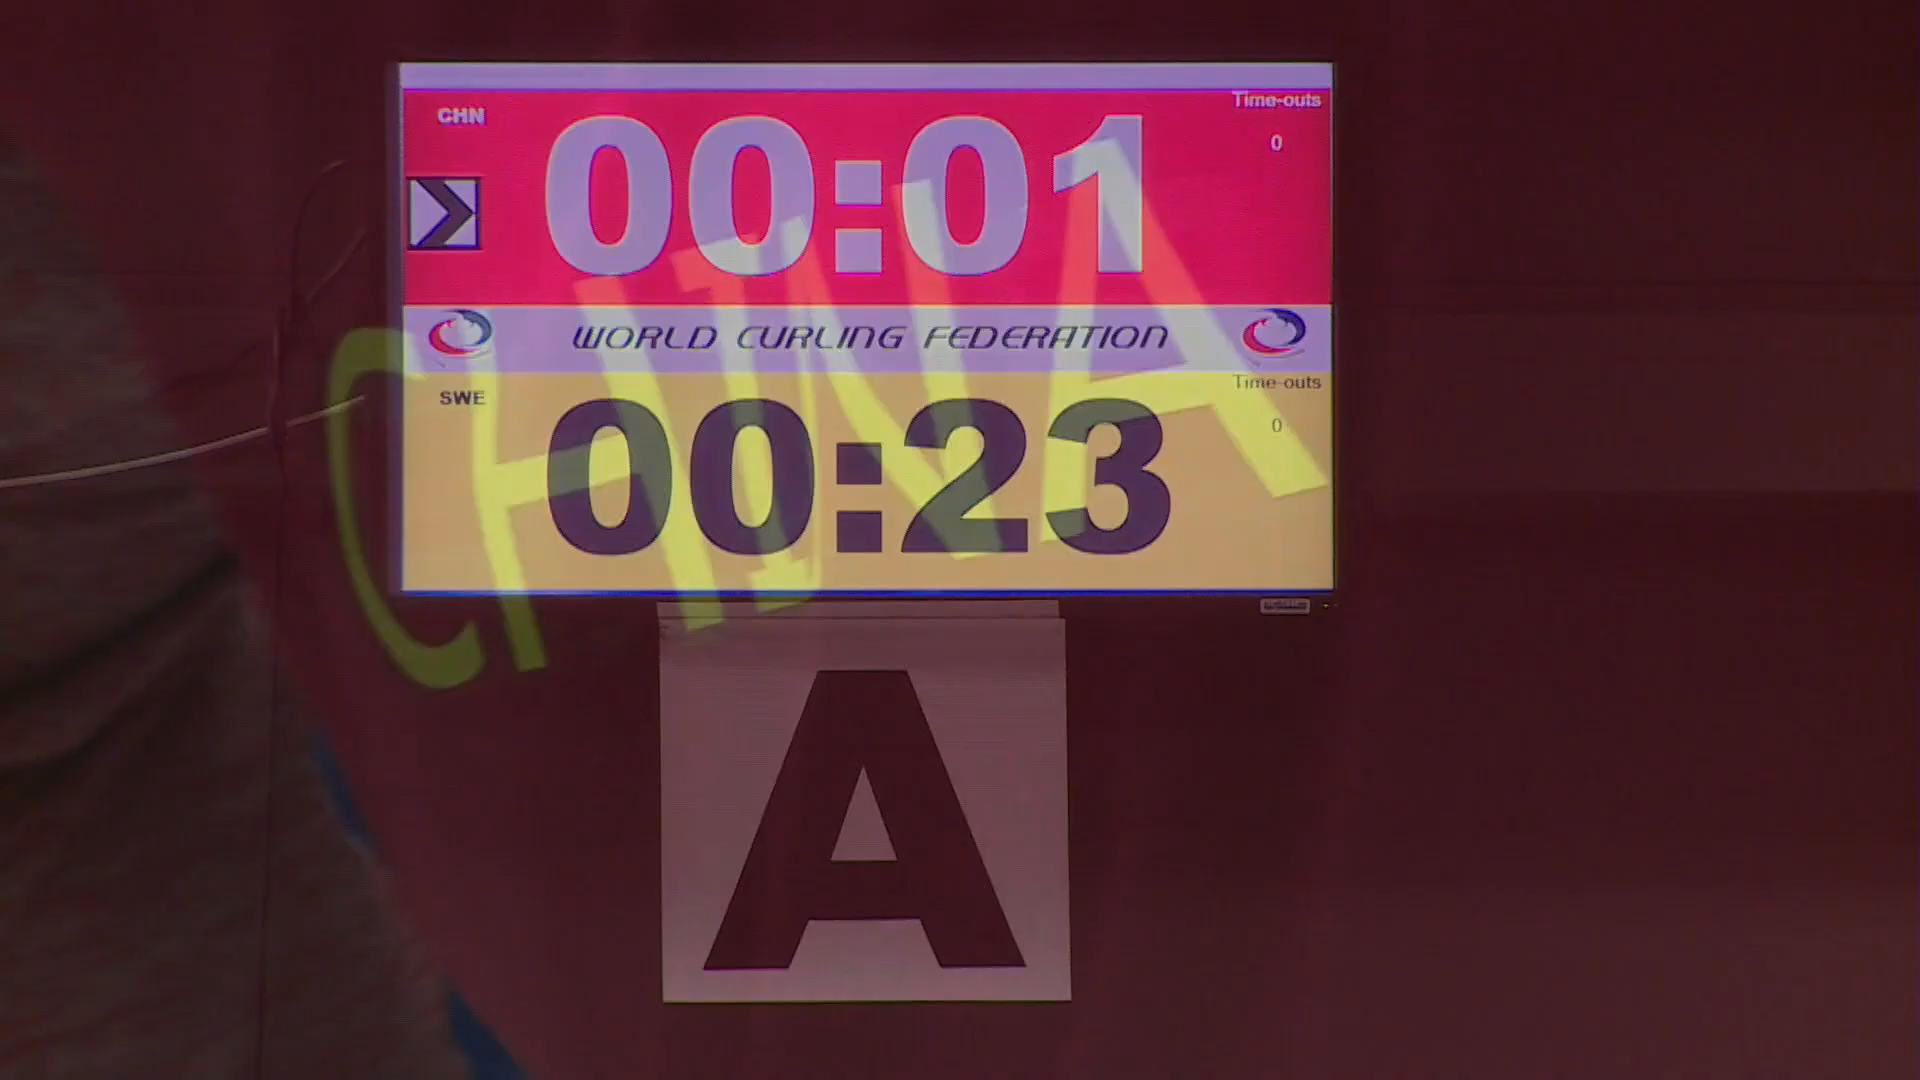 CHN
00:01
Time-outs
0
WORLD CURLING FEDERATION
SWE
00:23
Time-outs
0
CHINA
A